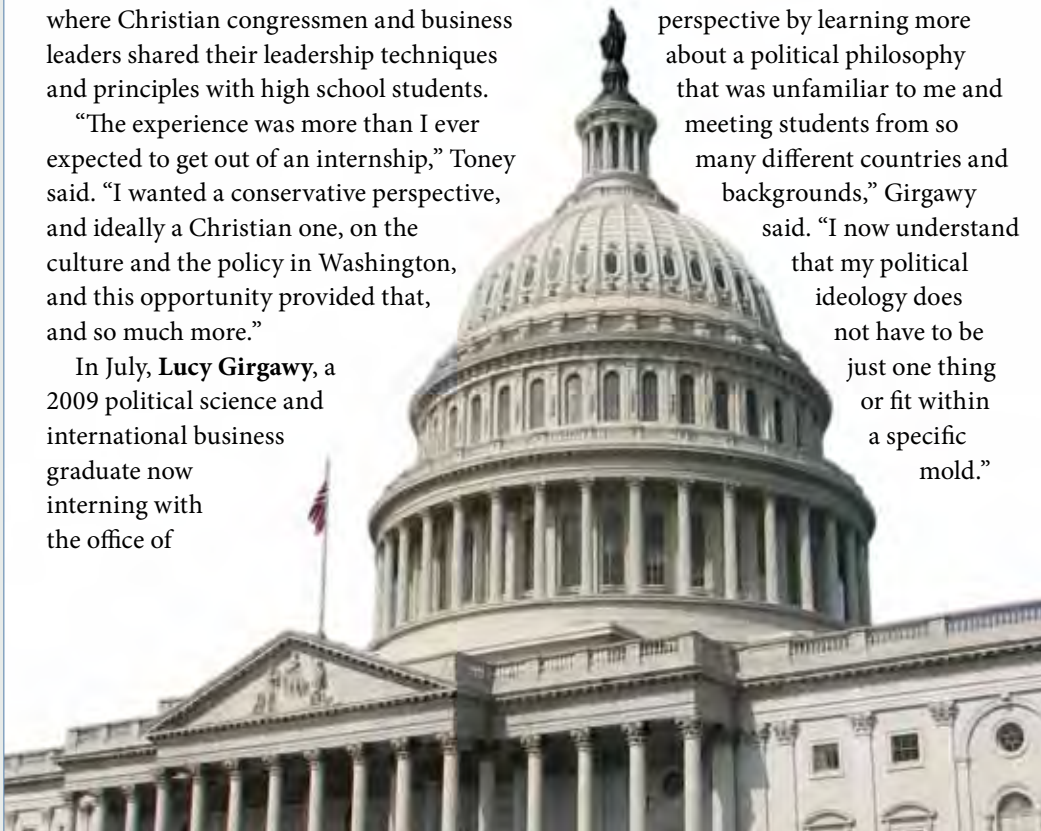 where Christian congressmen and business
leaders shared their leadership techniques
and principles with high school students.
“The experience was more than I ever
expected to get out of an internship,” Toney
said. “I wanted a conservative perspective,
and ideally a Christian one, on the
culture and the policy in Washington,
and this opportunity provided that,
and so much more.”
In July, Lucy Girgawy, a
2009 political science and
international business
graduate now
interning with
the office of
perspective by learning more
about a political philosophy
that was unfamiliar to me and
meeting students from so
many different countries and
backgrounds,” Girgawy
said. “I now understand
that my political
ideology does
not have to be
just one thing
or fit within
a specific
mold.”